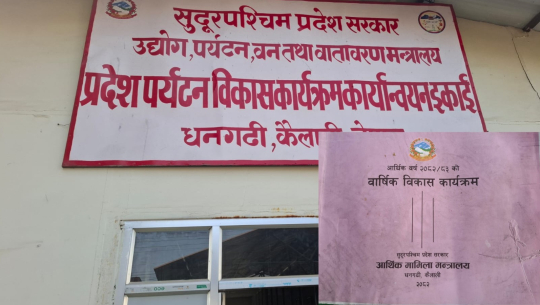 सुदूरपश्चिम प्रदेश सरकार
उद्योग, पर्यटन, वन तथा वातावरण मन्त्रालय
प्रदेश पर्यटन विकास कार्यक्रम कार्यान्वयन इकाई
धनगढी, कैलाली,
आर्थिक वर्ष २०८२/८३ को
वार्षिक विकास कार्यक्रम
सुदूरपश्चिम प्रदेश सरकार
आर्थिक मामिला मन्त्रालय
धनगढी, कैलाली
२०८२